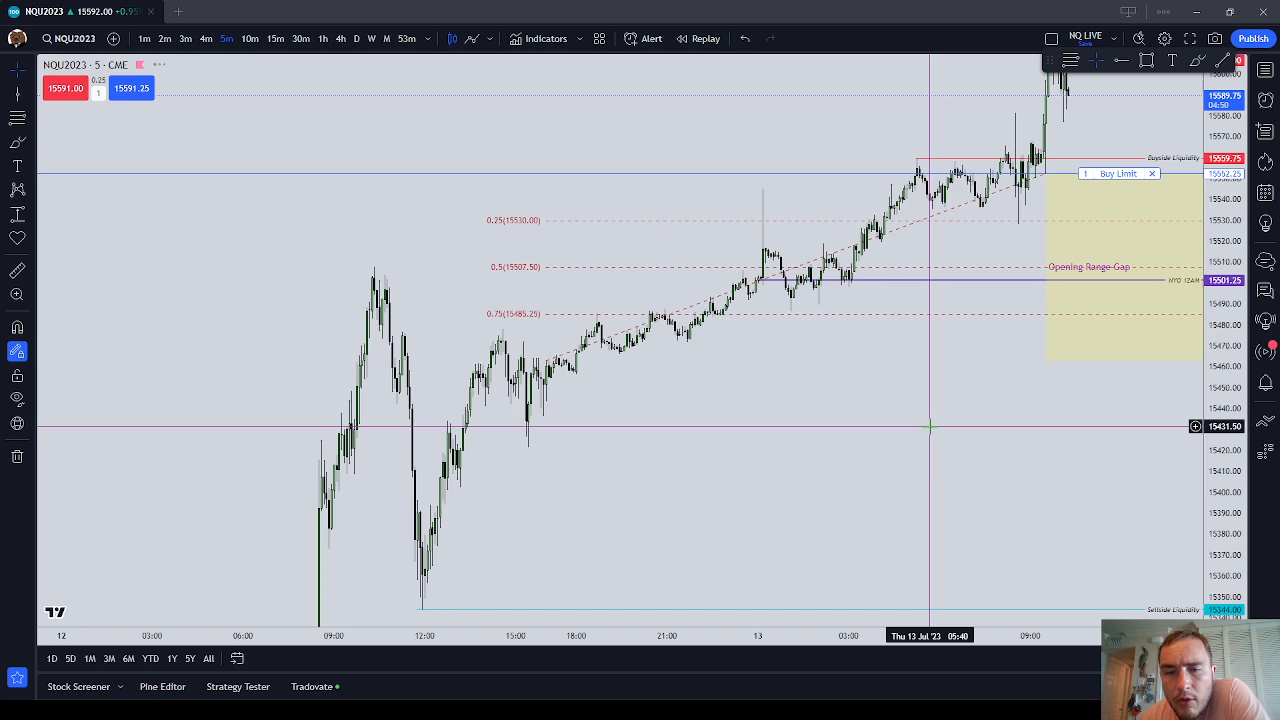 NQU2023 ▲ 15592.00 +0.95
NQU2023 1m 2m 3m 4m 5m 10m 15m 30m 1h 4h D W M 53m Indicators Alert Replay NQ LIVE Save Publish
NQU2023 · 5 · CME
15591.00 0.25 1 15591.25
15600.00
15589.75
04:50
15580.00
15570.00
Buyside Liquidity 15559.75
1 Buy Limit 15552.25
15540.00
0.25(15530.00) 15530.00
15520.00
0.5(15507.50) Opening Range Gap 15510.00
NYO 12AM 15501.25
15490.00
0.75(15485.25)
15480.00
15470.00
15460.00
15450.00
15440.00
15431.50
15420.00
15410.00
15400.00
15390.00
15380.00
15370.00
15360.00
15350.00
Sellside Liquidity 15344.00
12 03:00 06:00 09:00 12:00 15:00 18:00 21:00 13 03:00 Thu 13 Jul '23 05:40 09:00
1D 5D 1M 3M 6M YTD 1Y 5Y All
Stock Screener Pine Editor Strategy Tester Tradovate